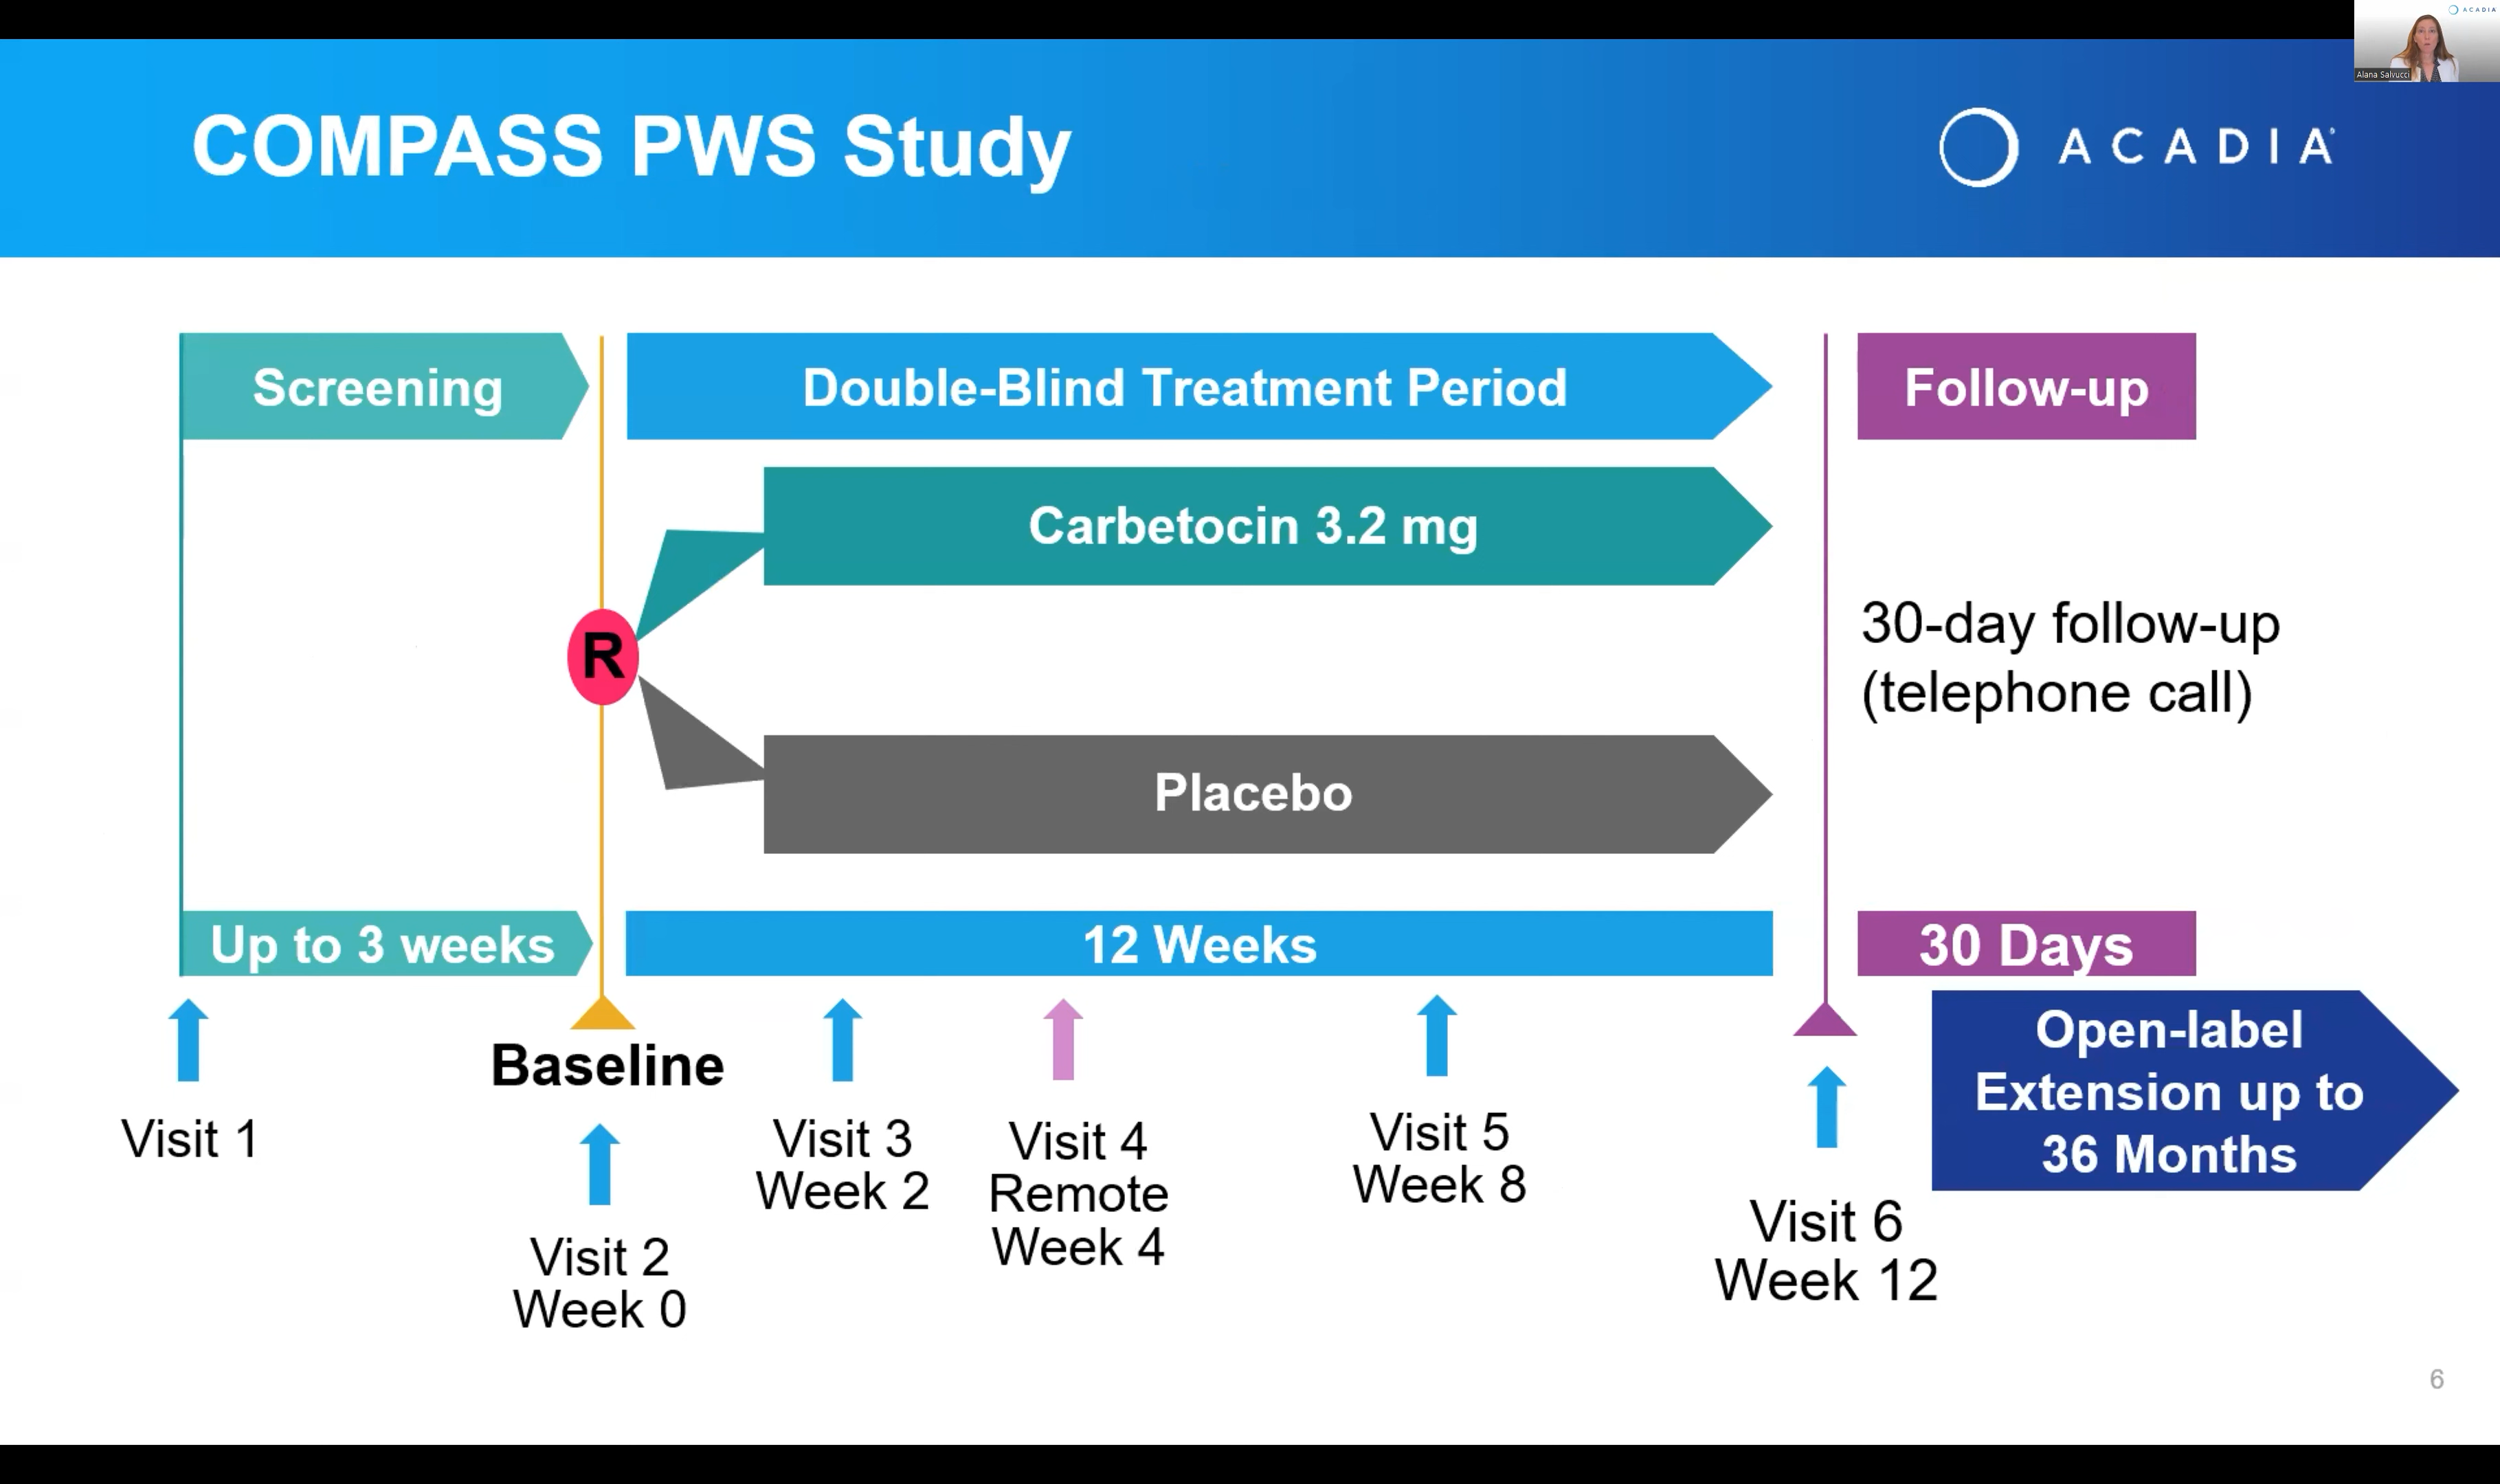 ACADIA
Alana Salvucci
COMPASS PWS Study
ACADIA
Screening
Double-Blind Treatment Period
Follow-up
Carbetocin 3.2 mg
R
30-day follow-up
(telephone call)
Placebo
Up to 3 weeks
12 Weeks
30 Days
Open-label
Extension up to
36 Months
Baseline
Visit 1
Visit 2
Week 0
Visit 3
Week 2
Visit 4
Remote
Week 4
Visit 5
Week 8
Visit 6
Week 12
6